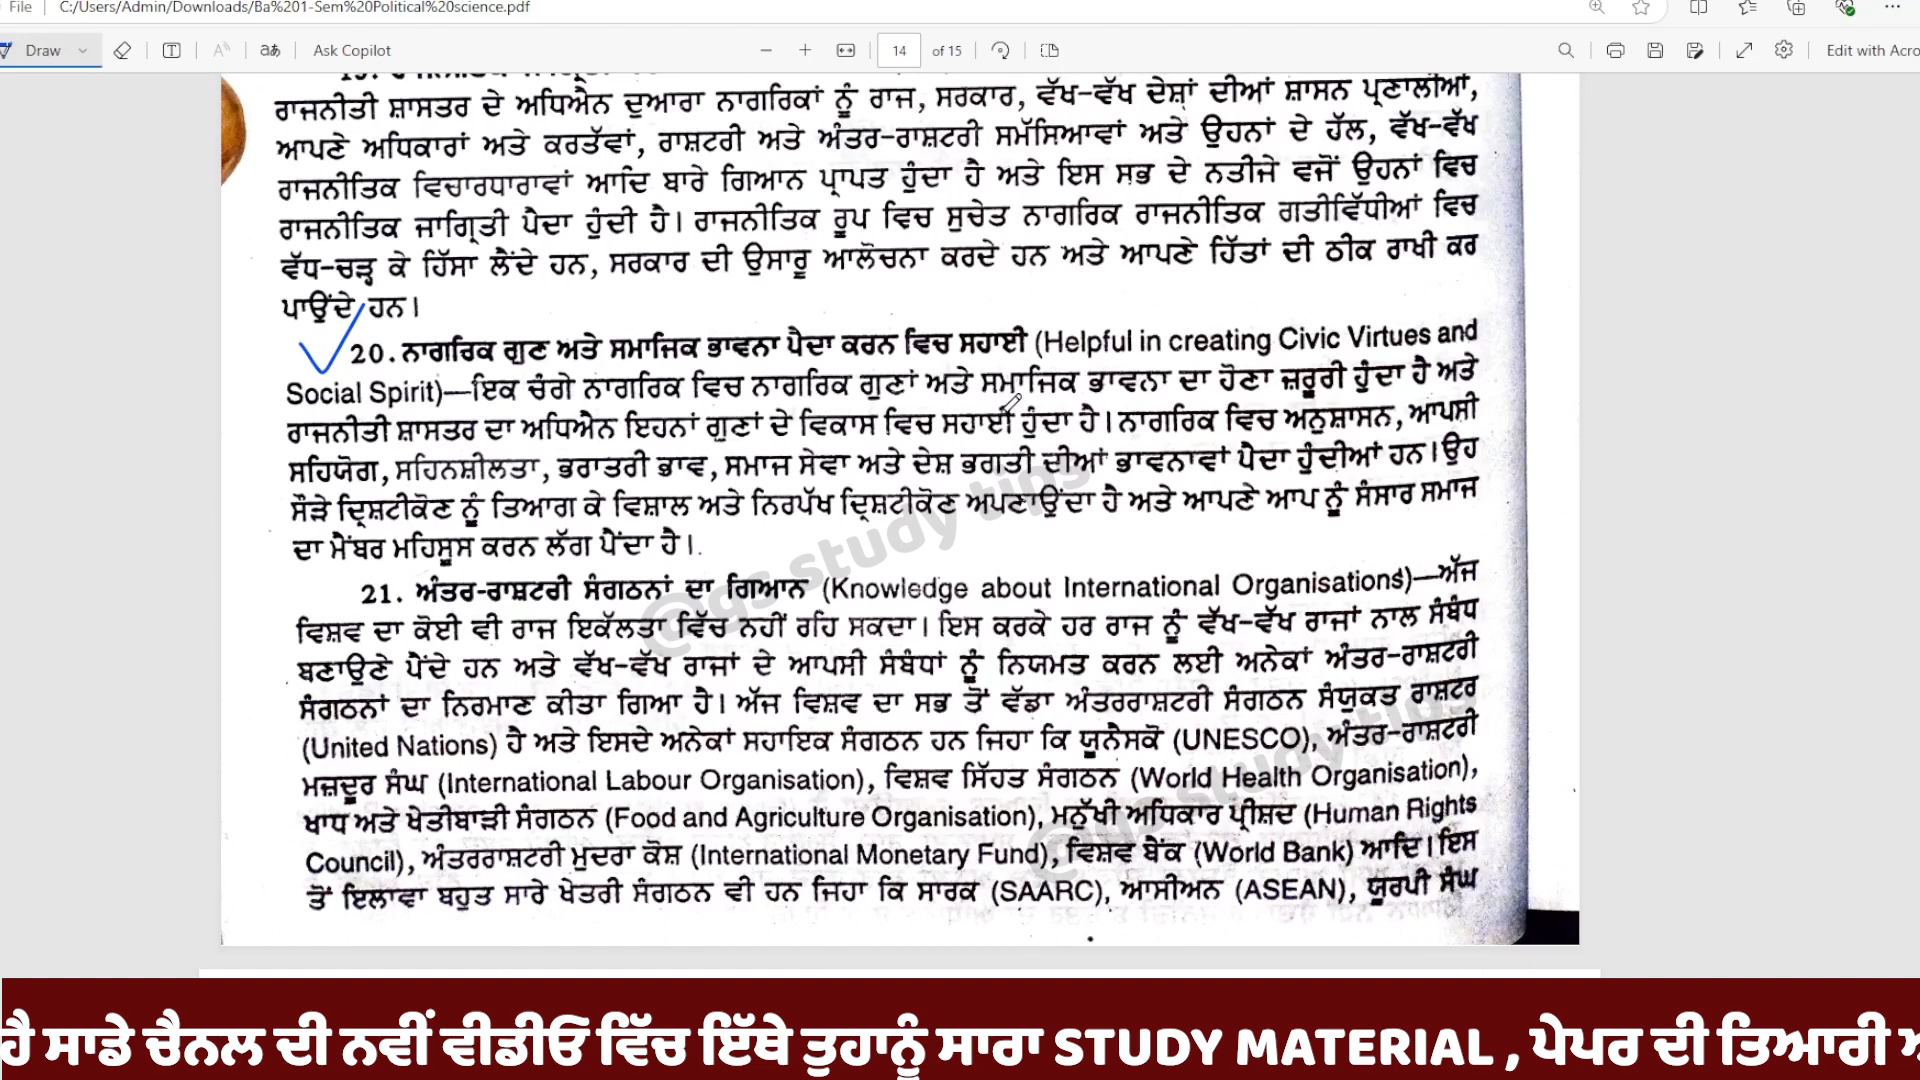 File C:/Users/Admin/Downloads/Ba%201-Sem%20Political%20science.pdf
Draw Ask Copilot 14 of 15 Edit with Acro
ਰਾਜਨੀਤੀ ਸ਼ਾਸਤਰ ਦੇ ਅਧਿਐਨ ਦੁਆਰਾ ਨਾਗਰਿਕਾਂ ਨੂੰ ਰਾਜ, ਸਰਕਾਰ, ਵੱਖ-ਵੱਖ ਦੇਸ਼ਾਂ ਦੀਆਂ ਸ਼ਾਸਨ ਪ੍ਰਣਾਲੀਆਂ,
ਆਪਣੇ ਅਧਿਕਾਰਾਂ ਅਤੇ ਕਰਤੱਵਾਂ, ਰਾਸ਼ਟਰੀ ਅਤੇ ਅੰਤਰ-ਰਾਸ਼ਟਰੀ ਸਮੱਸਿਆਵਾਂ ਅਤੇ ਉਹਨਾਂ ਦੇ ਹੱਲ, ਵੱਖ-ਵੱਖ
ਰਾਜਨੀਤਿਕ ਵਿਚਾਰਧਾਰਾਵਾਂ ਆਦਿ ਬਾਰੇ ਗਿਆਨ ਪ੍ਰਾਪਤ ਹੁੰਦਾ ਹੈ ਅਤੇ ਇਸ ਸਭ ਦੇ ਨਤੀਜੇ ਵਜੋਂ ਉਹਨਾਂ ਵਿਚ
ਰਾਜਨੀਤਿਕ ਜਾਗ੍ਰਿਤੀ ਪੈਦਾ ਹੁੰਦੀ ਹੈ। ਰਾਜਨੀਤਿਕ ਰੂਪ ਵਿਚ ਸੁਚੇਤ ਨਾਗਰਿਕ ਰਾਜਨੀਤਿਕ ਗਤੀਵਿੱਧੀਆਂ ਵਿਚ
ਵੱਧ-ਚੜ੍ਹ ਕੇ ਹਿੱਸਾ ਲੈਂਦੇ ਹਨ, ਸਰਕਾਰ ਦੀ ਉਸਾਰੂ ਆਲੋਚਨਾ ਕਰਦੇ ਹਨ ਅਤੇ ਆਪਣੇ ਹਿੱਤਾਂ ਦੀ ਠੀਕ ਰਾਖੀ ਕਰ
ਪਾਉਂਦੇ ਹਨ।
20. ਨਾਗਰਿਕ ਗੁਣ ਅਤੇ ਸਮਾਜਿਕ ਭਾਵਨਾ ਪੈਦਾ ਕਰਨ ਵਿਚ ਸਹਾਈ (Helpful in creating Civic Virtues and
Social Spirit)—ਇਕ ਚੰਗੇ ਨਾਗਰਿਕ ਵਿਚ ਨਾਗਰਿਕ ਗੁਣਾਂ ਅਤੇ ਸਮਾਜਿਕ ਭਾਵਨਾ ਦਾ ਹੋਣਾ ਜ਼ਰੂਰੀ ਹੁੰਦਾ ਹੈ ਅਤੇ
ਰਾਜਨੀਤੀ ਸ਼ਾਸਤਰ ਦਾ ਅਧਿਐਨ ਇਹਨਾਂ ਗੁਣਾਂ ਦੇ ਵਿਕਾਸ ਵਿਚ ਸਹਾਈ ਹੁੰਦਾ ਹੈ। ਨਾਗਰਿਕ ਵਿਚ ਅਨੁਸ਼ਾਸਨ, ਆਪਸੀ
ਸਹਿਯੋਗ, ਸਹਿਨਸ਼ੀਲਤਾ, ਭਰਾਤਰੀ ਭਾਵ, ਸਮਾਜ ਸੇਵਾ ਅਤੇ ਦੇਸ਼ ਭਗਤੀ ਦੀਆਂ ਭਾਵਨਾਵਾਂ ਪੈਦਾ ਹੁੰਦੀਆਂ ਹਨ। ਉਹ
ਸੌੜੇ ਦ੍ਰਿਸ਼ਟੀਕੋਣ ਨੂੰ ਤਿਆਗ ਕੇ ਵਿਸ਼ਾਲ ਅਤੇ ਨਿਰਪੱਖ ਦ੍ਰਿਸ਼ਟੀਕੋਣ ਅਪਣਾਉਂਦਾ ਹੈ ਅਤੇ ਆਪਣੇ ਆਪ ਨੂੰ ਸੰਸਾਰ ਸਮਾਜ
ਦਾ ਮੈਂਬਰ ਮਹਿਸੂਸ ਕਰਨ ਲੱਗ ਪੈਂਦਾ ਹੈ।
@gs study tips
21. ਅੰਤਰ-ਰਾਸ਼ਟਰੀ ਸੰਗਠਨਾਂ ਦਾ ਗਿਆਨ (Knowledge about International Organisations)—ਅੱਜ
ਵਿਸ਼ਵ ਦਾ ਕੋਈ ਵੀ ਰਾਜ ਇਕੱਲਤਾ ਵਿੱਚ ਨਹੀਂ ਰਹਿ ਸਕਦਾ। ਇਸ ਕਰਕੇ ਹਰ ਰਾਜ ਨੂੰ ਵੱਖ-ਵੱਖ ਰਾਜਾਂ ਨਾਲ ਸੰਬੰਧ
ਬਣਾਉਣੇ ਪੈਂਦੇ ਹਨ ਅਤੇ ਵੱਖ-ਵੱਖ ਰਾਜਾਂ ਦੇ ਆਪਸੀ ਸੰਬੰਧਾਂ ਨੂੰ ਨਿਯਮਤ ਕਰਨ ਲਈ ਅਨੇਕਾਂ ਅੰਤਰ-ਰਾਸ਼ਟਰੀ
ਸੰਗਠਨਾਂ ਦਾ ਨਿਰਮਾਣ ਕੀਤਾ ਗਿਆ ਹੈ। ਅੱਜ ਵਿਸ਼ਵ ਦਾ ਸਭ ਤੋਂ ਵੱਡਾ ਅੰਤਰਰਾਸ਼ਟਰੀ ਸੰਗਠਨ ਸੰਯੁਕਤ ਰਾਸ਼ਟਰ
(United Nations) ਹੈ ਅਤੇ ਇਸਦੇ ਅਨੇਕਾਂ ਸਹਾਇਕ ਸੰਗਠਨ ਹਨ ਜਿਹਾ ਕਿ ਯੂਨੈਸਕੋ (UNESCO), ਅੰਤਰ-ਰਾਸ਼ਟਰੀ
ਮਜ਼ਦੂਰ ਸੰਘ (International Labour Organisation), ਵਿਸ਼ਵ ਸਿੱਹਤ ਸੰਗਠਨ (World Health Organisation),
ਖਾਧ ਅਤੇ ਖੇਤੀਬਾੜੀ ਸੰਗਠਨ (Food and Agriculture Organisation), ਮਨੁੱਖੀ ਅਧਿਕਾਰ ਪ੍ਰੀਸ਼ਦ (Human Rights
Council), ਅੰਤਰਰਾਸ਼ਟਰੀ ਮੁਦਰਾ ਕੋਸ਼ (International Monetary Fund), ਵਿਸ਼ਵ ਬੈਂਕ (World Bank) ਆਦਿ। ਇਸ
ਤੋਂ ਇਲਾਵਾ ਬਹੁਤ ਸਾਰੇ ਖੇਤਰੀ ਸੰਗਠਨ ਵੀ ਹਨ ਜਿਹਾ ਕਿ ਸਾਰਕ (SAARC), ਆਸੀਅਨ (ASEAN), ਯੂਰਪੀ ਸੰਘ
@gs study tips
ਹੈ ਸਾਡੇ ਚੈਨਲ ਦੀ ਨਵੀਂ ਵੀਡੀਓ ਵਿੱਚ ਇੱਥੇ ਤੁਹਾਨੂੰ ਸਾਰਾ STUDY MATERIAL , ਪੇਪਰ ਦੀ ਤਿਆਰੀ